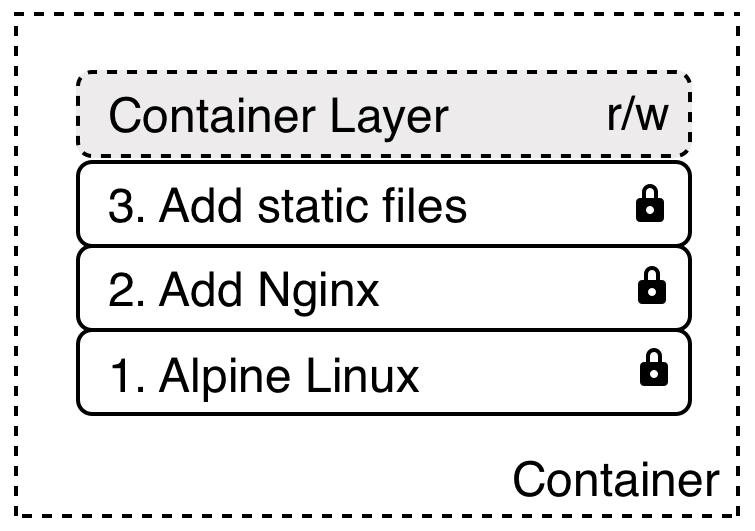 Container Layer r/w
3. Add static files
2. Add Nginx
1. Alpine Linux
Container